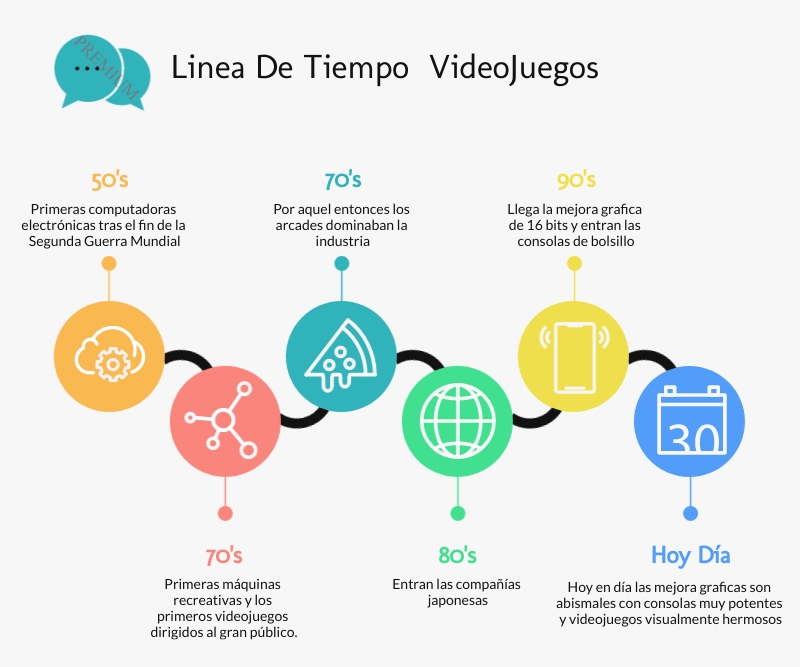 PREMIUM
Linea De Tiempo VideoJuegos
50's
Primeras computadoras
electrónicas tras el fin de la
Segunda Guerra Mundial
70's
Por aquel entonces los
arcades dominaban la
industria
90's
Llega la mejora grafica
de 16 bits y entran las
consolas de bolsillo
30
70's
Primeras máquinas
recreativas y los
primeros videojuegos
dirigidos al gran público.
80's
Entran las compañías
japonesas
Hoy Día
Hoy en día las mejora graficas son
abismales con consolas muy potentes
y videojuegos visualmente hermosos